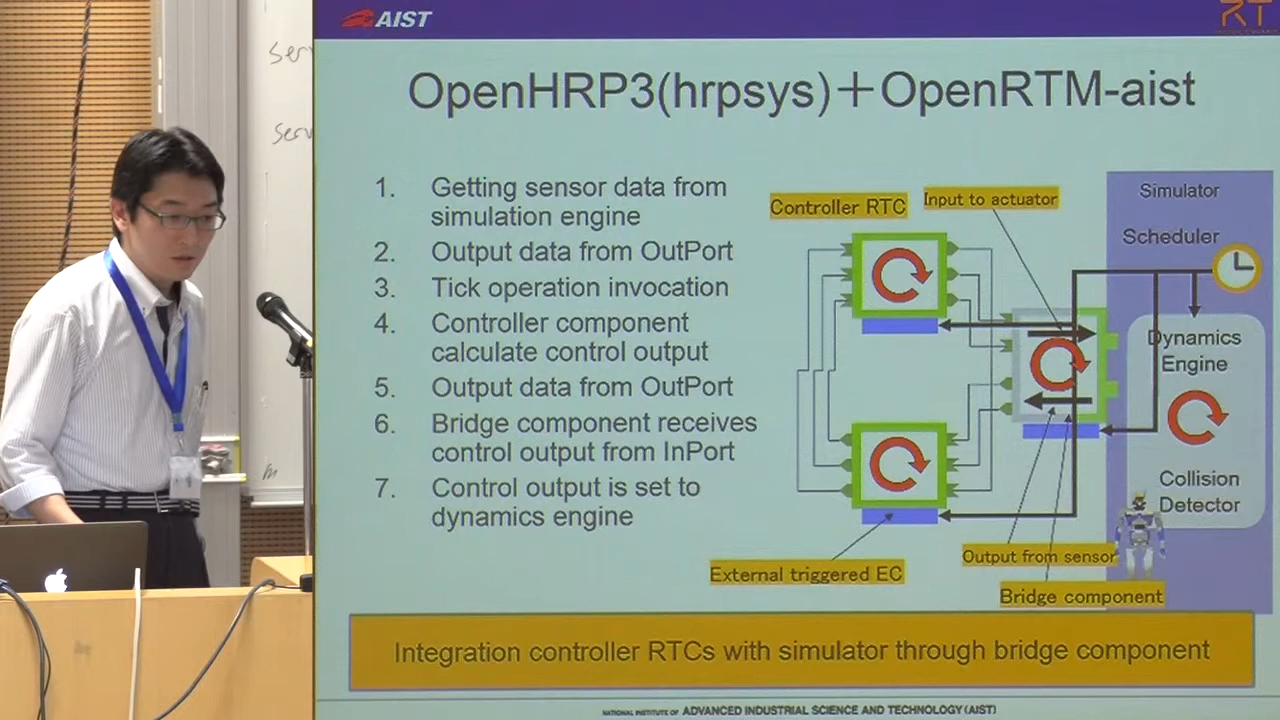 AIST
RT
OpenHRP3(hrpsys)+OpenRTM-aist
1. Getting sensor data from
simulation engine
2. Output data from OutPort
3. Tick operation invocation
4. Controller component
calculate control output
5. Output data from OutPort
6. Bridge component receives
control output from InPort
7. Control output is set to
dynamics engine
Controller RTC
Input to actuator
Simulator
Scheduler
Dynamics
Engine
Collision
Detector
Output from sensor
External triggered EC
Bridge component
Integration controller RTCs with simulator through bridge component
NATIONAL INSTITUTE OF ADVANCED INDUSTRIAL SCIENCE AND TECHNOLOGY (AIST)